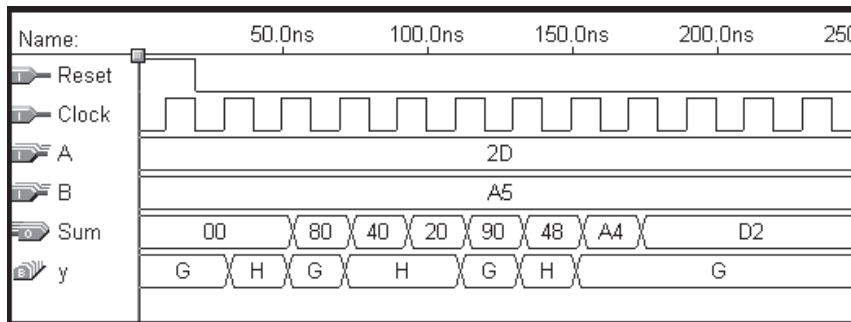 Name: 50.0ns 100.0ns 150.0ns 200.0ns 250
Reset
Clock
A 2D
B A5
Sum 00 80 40 20 90 48 A4 D2
y G H G H G H G